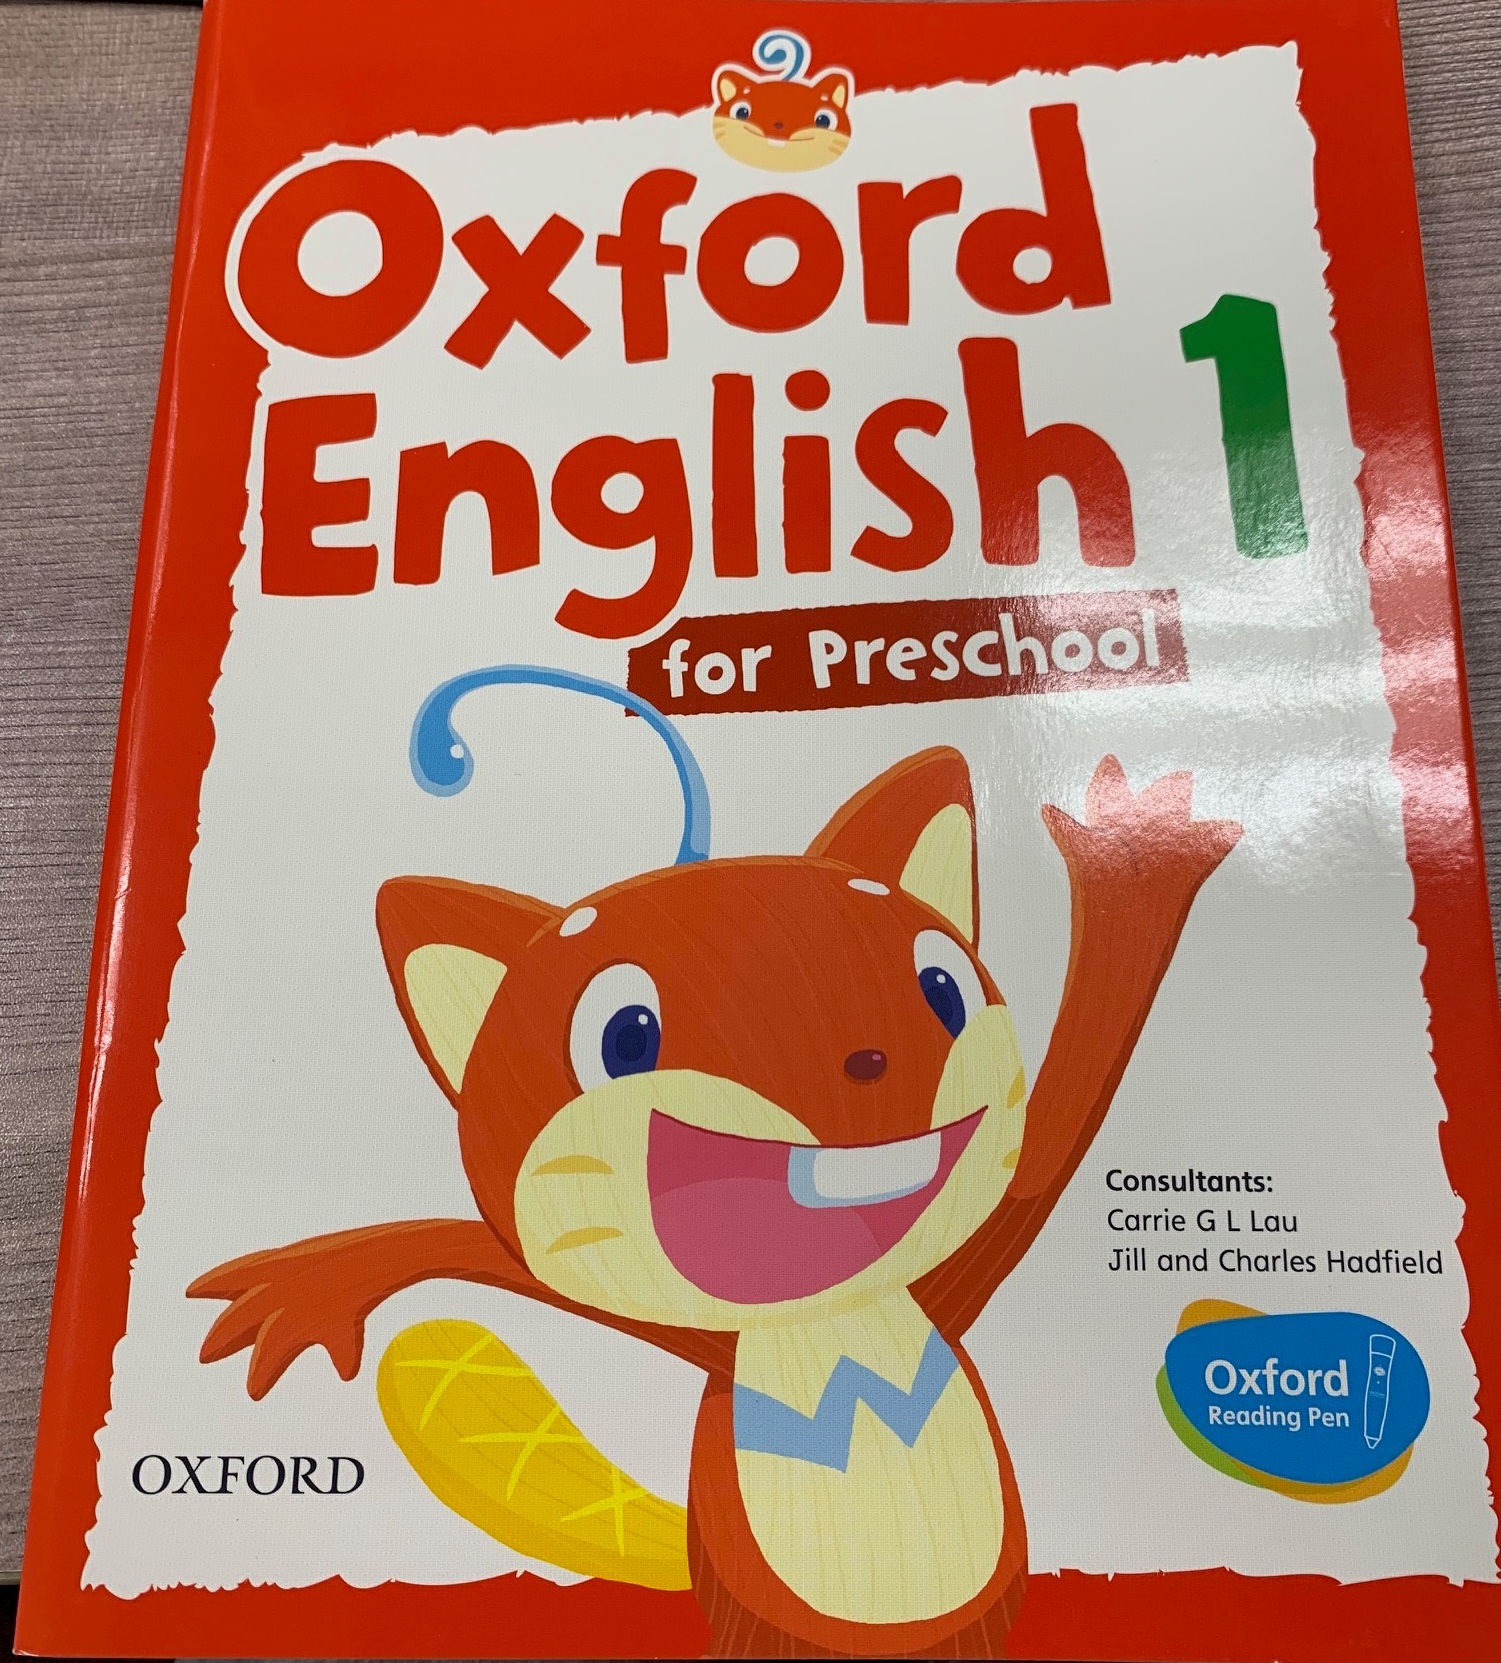 Oxford
English 1
for Preschool
Consultants:
Carrie G L Lau
Jill and Charles Hadfield
Oxford
Reading Pen
OXFORD